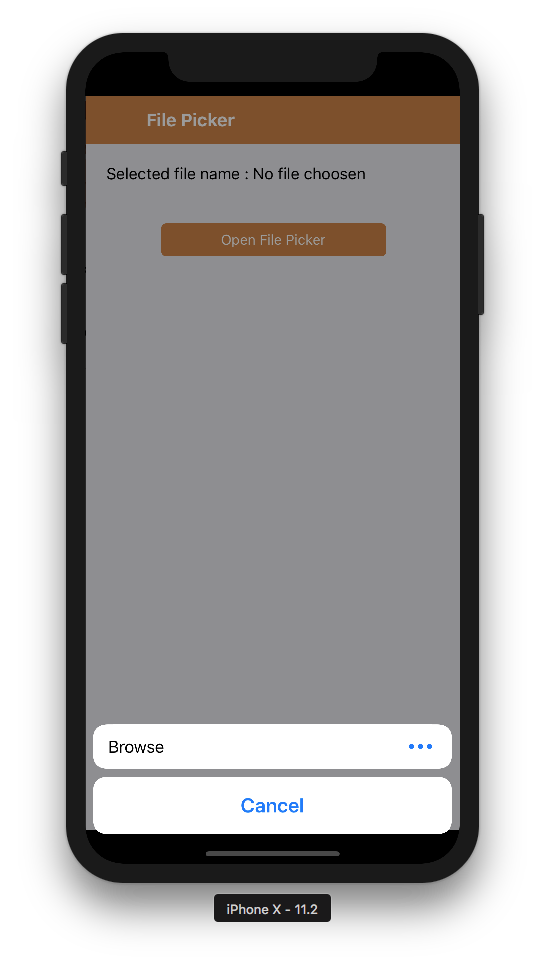 File Picker
Selected file name : No file choosen
Open File Picker
Browse
Cancel
iPhone X - 11.2